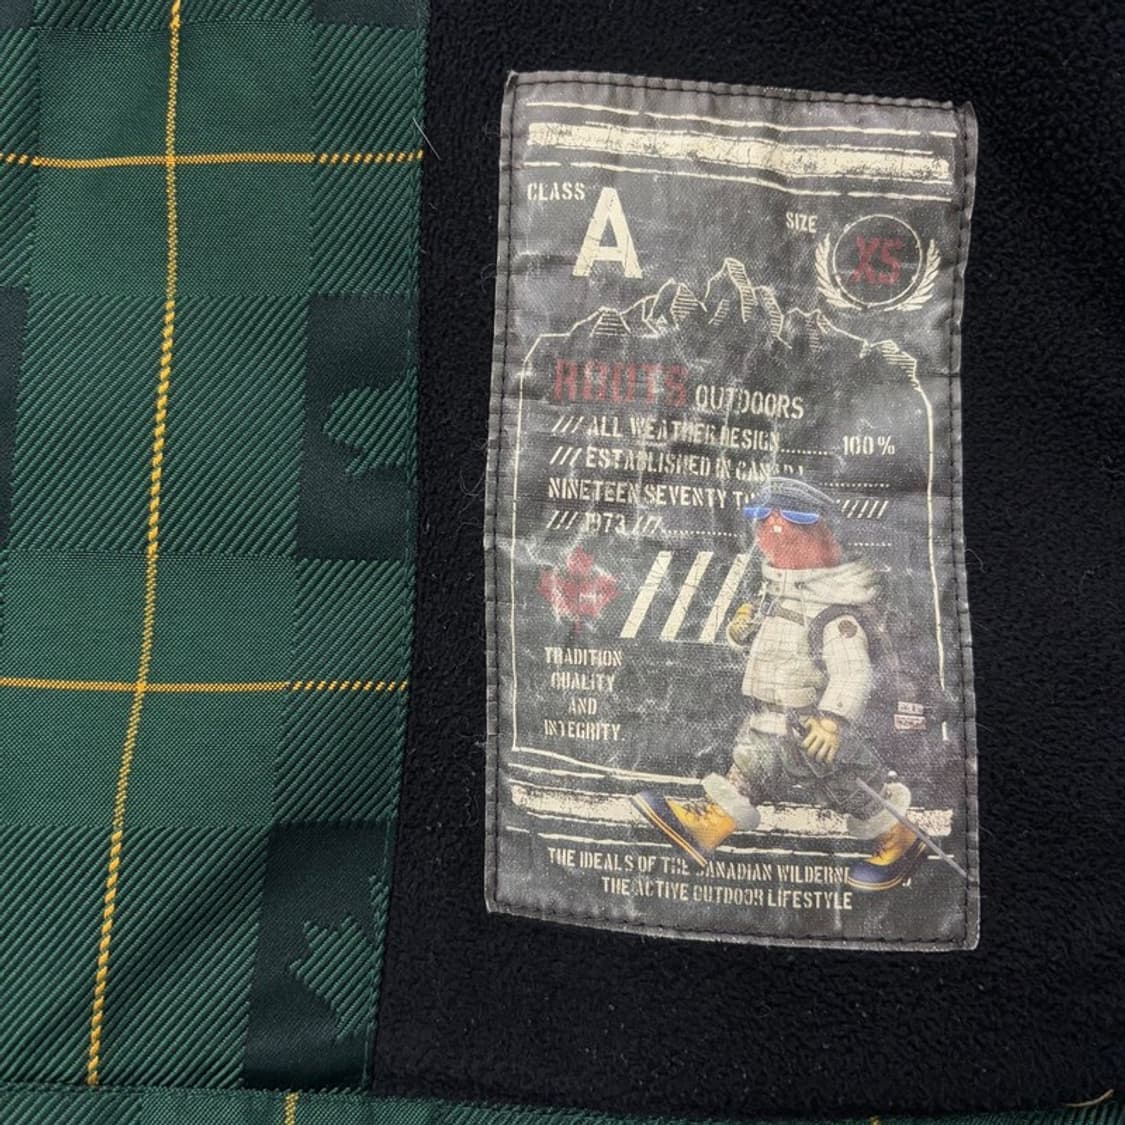 CLASS
A
SIZE
XS
ROOTS OUTDOORS
/// ALL WEATHER DESIGN.......... 100%
/// ESTABLISHED IN CANADA
NINETEEN SEVENTY /////
/// 1973 ///
///
TRADITION
QUALITY
AND
INTEGRITY
THE IDEALS OF THE CANADIAN
THE ACTIVE OUTDOOR LIFESTYLE